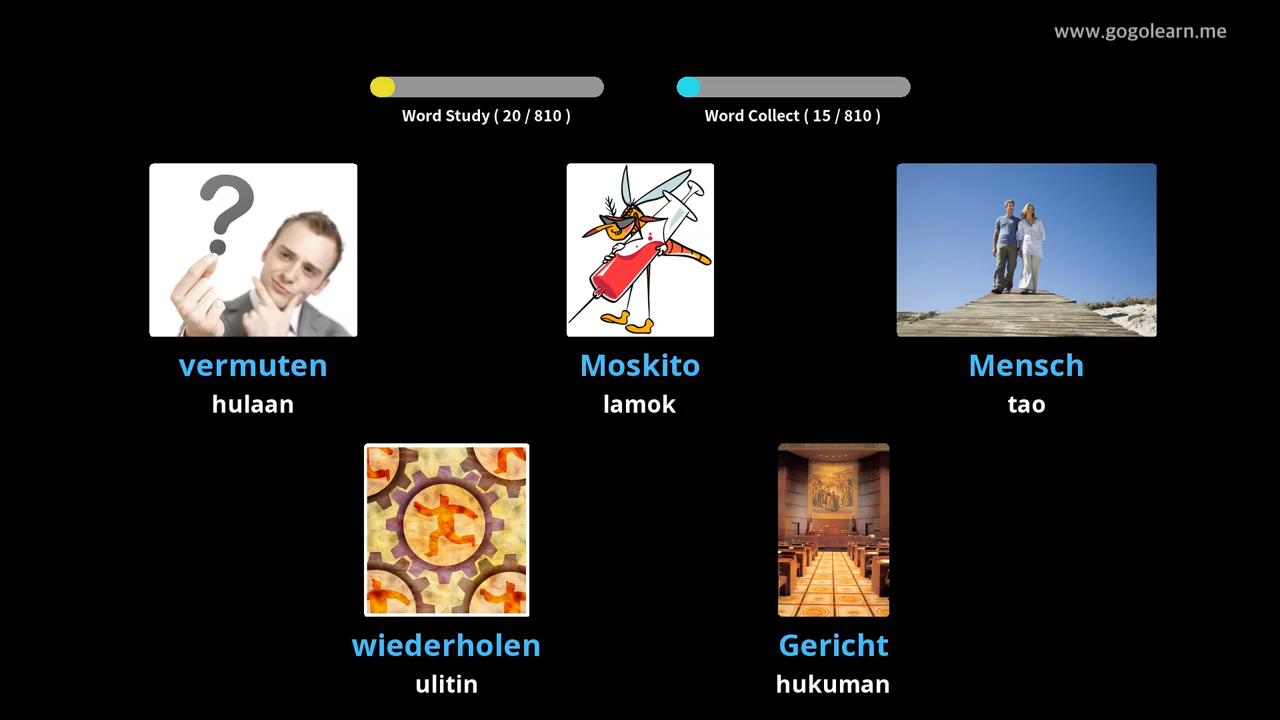 www.gogolearn.me
Word Study ( 20 / 810 )
Word Collect ( 15 / 810 )
vermuten
hulaan
Moskito
lamok
Mensch
tao
wiederholen
ulitin
Gericht
hukuman